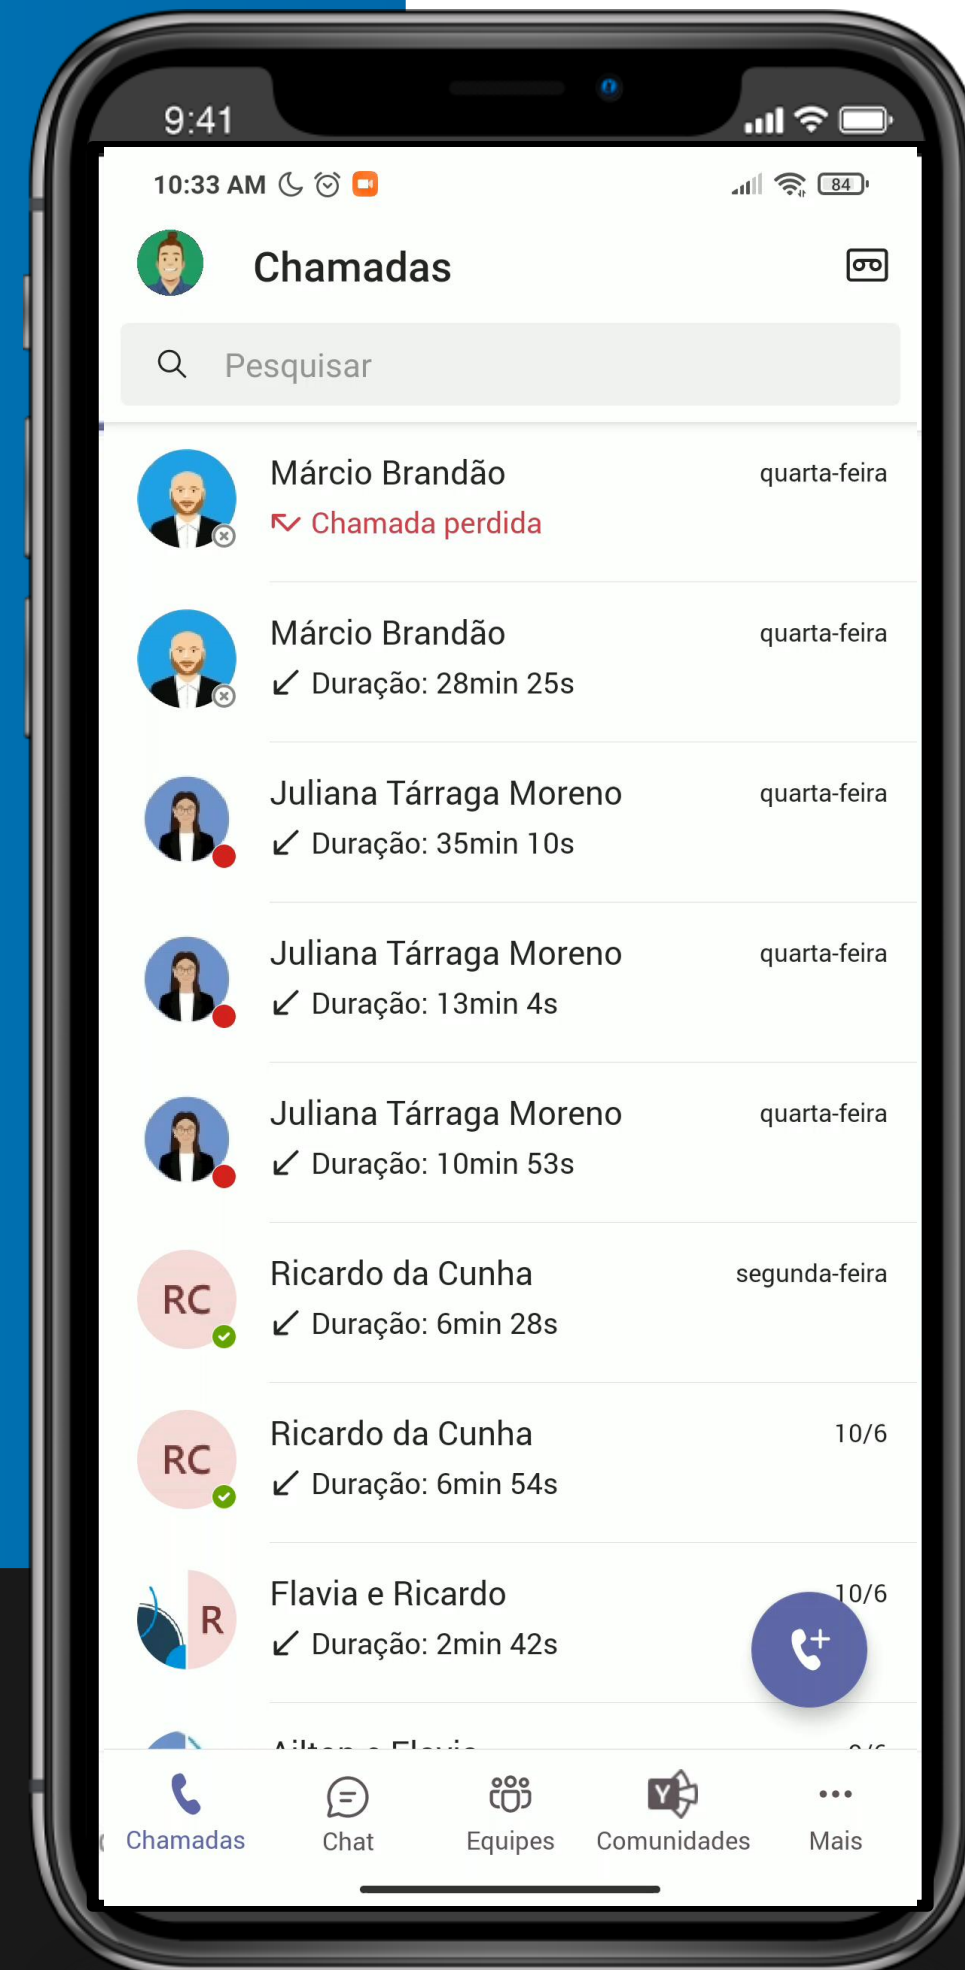 9:41
10:33 AM
84
Chamadas
Pesquisar
Márcio Brandão
quarta-feira
Chamada perdida
Márcio Brandão
quarta-feira
Duração: 28min 25s
Juliana Tárraga Moreno
quarta-feira
Duração: 35min 10s
Juliana Tárraga Moreno
quarta-feira
Duração: 13min 4s
Juliana Tárraga Moreno
quarta-feira
Duração: 10min 53s
RC
Ricardo da Cunha
segunda-feira
Duração: 6min 28s
RC
Ricardo da Cunha
10/6
Duração: 6min 54s
R
Flavia e Ricardo
10/6
Duração: 2min 42s
Ailton e Flavia
Y
Chamadas
Chat
Equipes
Comunidades
Mais